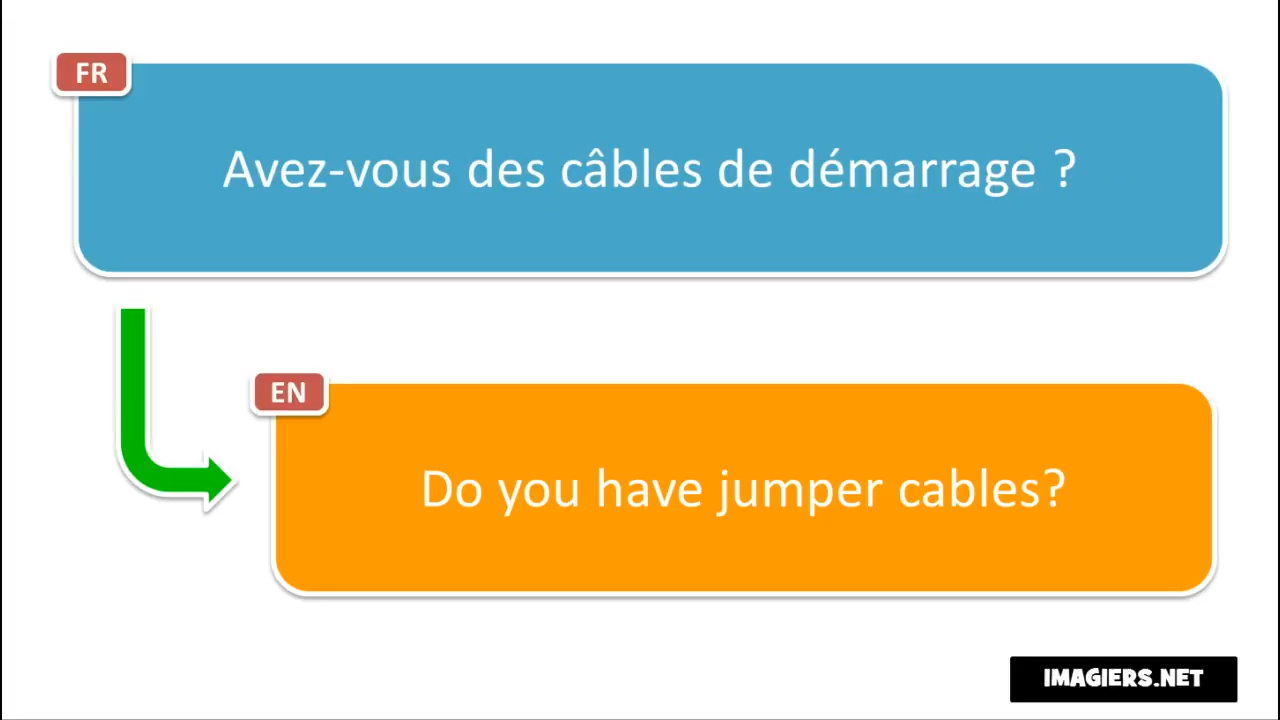 FR
Avez-vous des câbles de démarrage ?
EN
Do you have jumper cables?
IMAGIERS.NET